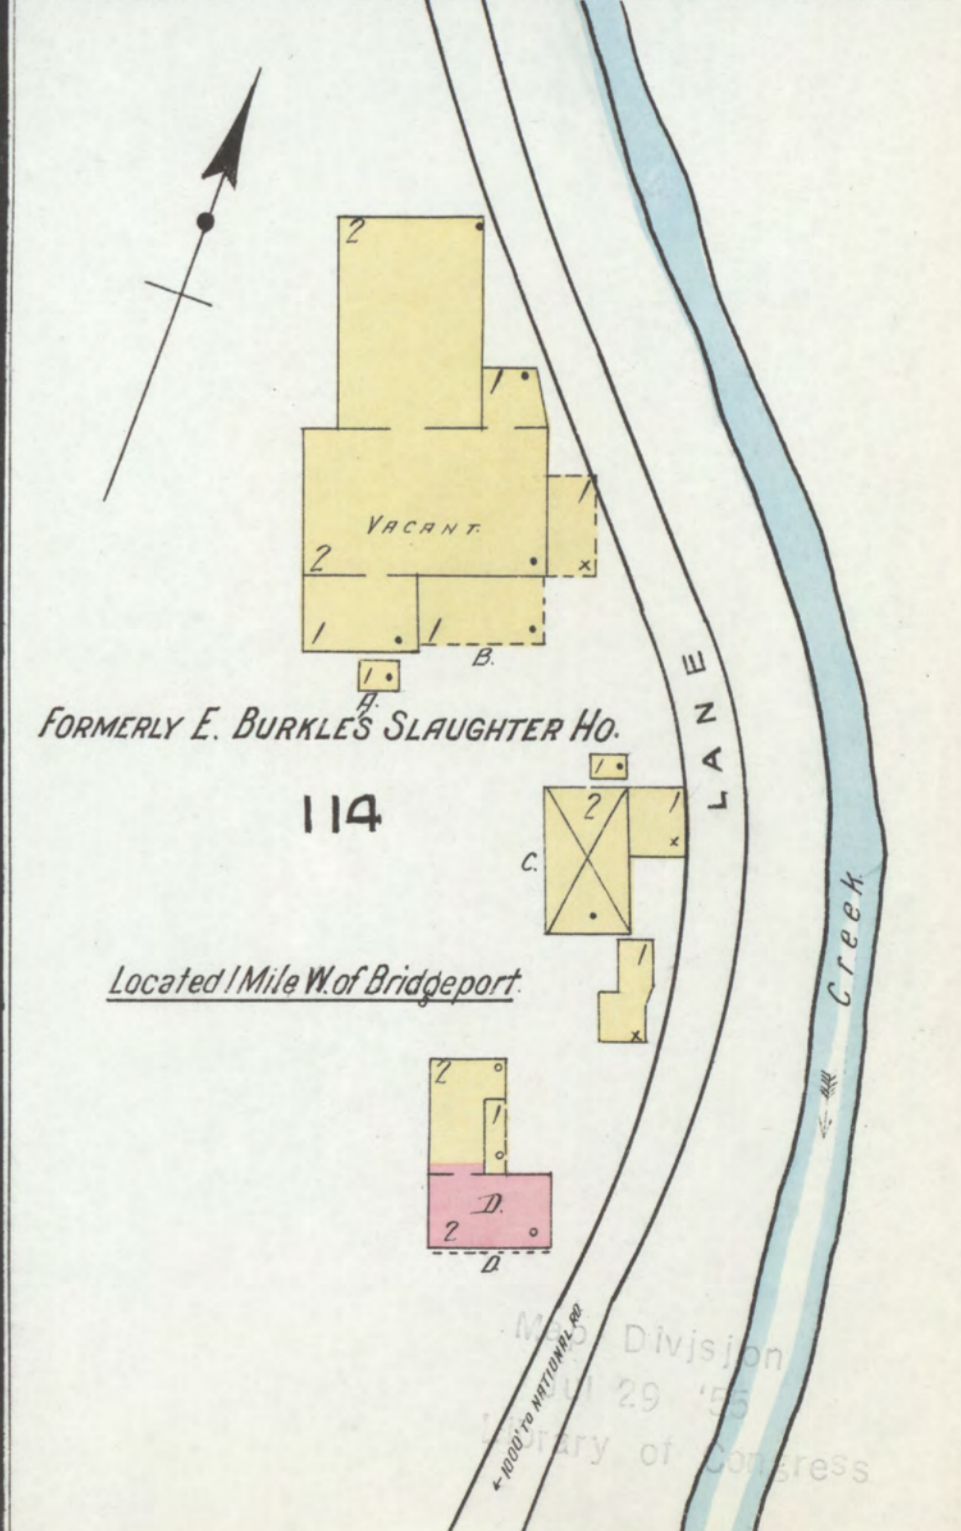 2
1
VACANT.
1
2
x
1
1
B.
1
A.
FORMERLY E. BURKLE'S SLAUGHTER HO.
LANE
1
114
2
1
x
C.
Creek
Located 1 Mile W. of Bridgeport.
1
x
2
1
D.
2
D.
←1000' TO NATIONAL RD.
Map Division
Jul 29 '55
Library of Congress